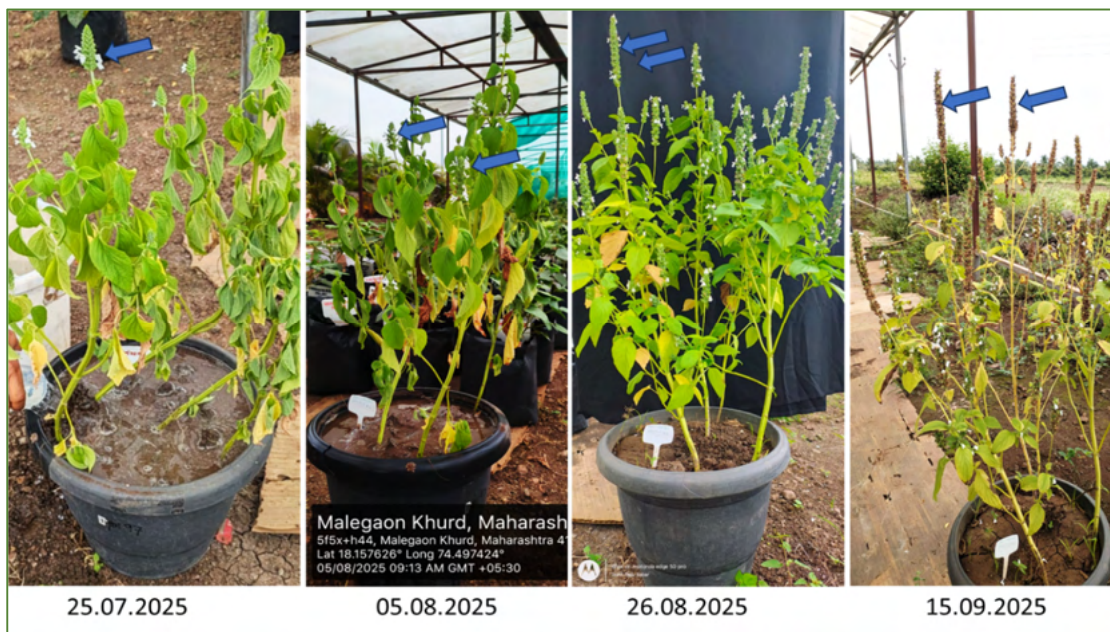 Malegaon Khurd, Maharash
5f5x+h44, Malegaon Khurd, Maharashtra 4
Lat 18.157626° Long 74.497424°
05/08/2025 09:13 AM GMT +05:30
25.07.2025
05.08.2025
26.08.2025
15.09.2025